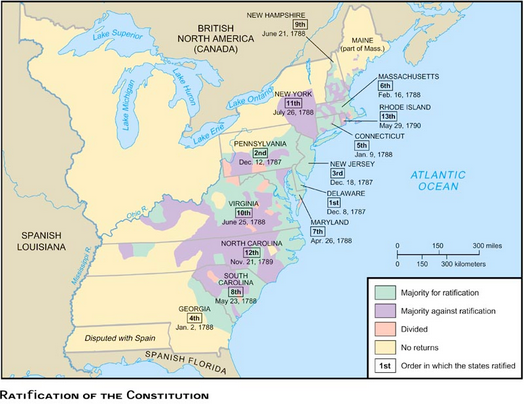 NEW HAMPSHIRE
9th
June 21, 1788
BRITISH
NORTH AMERICA
(CANADA)
MAINE
(part of Mass.)
Lake Superior
Lake Michigan
Lake Huron
Lake Ontario
Lake Erie
MASSACHUSETTS
6th
Feb. 16, 1788
NEW YORK
11th
July 26, 1788
RHODE ISLAND
13th
May 29, 1790
CONNECTICUT
5th
Jan. 9, 1788
PENNSYLVANIA
2nd
Dec. 12, 1787
NEW JERSEY
3rd
Dec. 18, 1787
ATLANTIC
OCEAN
DELAWARE
1st
Dec. 8, 1787
MARYLAND
7th
Apr. 26, 1788
Ohio R.
VIRGINIA
10th
June 25, 1788
SPANISH
LOUISIANA
Mississippi R.
NORTH CAROLINA
12th
Nov. 21, 1789
0 150 300 miles
0 150 300 kilometers
SOUTH
CAROLINA
8th
May 23, 1788
GEORGIA
4th
Jan. 2, 1788
Disputed with Spain
SPANISH FLORIDA
Majority for ratification
Majority against ratification
Divided
No returns
1st Order in which the states ratified
Ratification of the Constitution